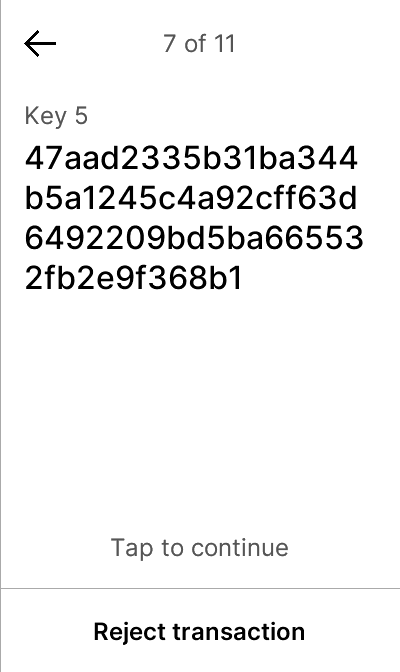 7 of 11
Key 5
47aad2335b31ba344
b5a1245c4a92cff63d
6492209bd5ba66553
2fb2e9f368b1
Tap to continue
Reject transaction